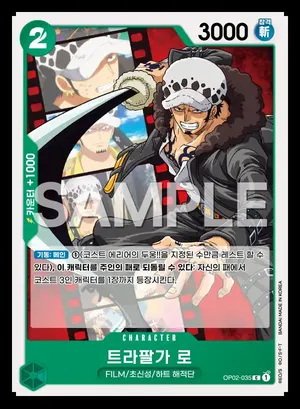 2
3000
참격
斬
카운터 +1000
SAMPLE
기동: 메인 ① (코스트 에리어의 두웅!!을 지정된 수만큼 레스트 할 수
있다), 이 캐릭터를 주인의 패로 되돌릴 수 있다: 자신의 패에서
코스트 3인 캐릭터를 1장까지 등장시킨다.
CHARACTER
트라팔가 로
FILM/초신성/하트 해적단
OP02-035 C 1
BANDAI MADE IN KOREA